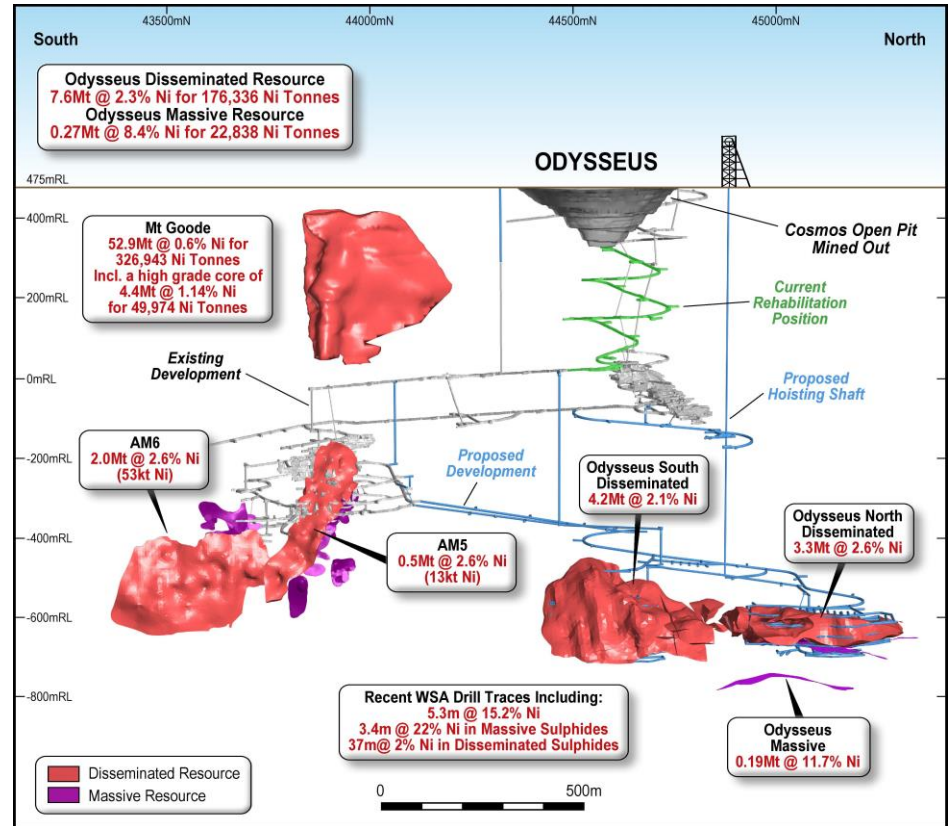 43500mN
44000mN
44500mN
45000mN
South
North
Odysseus Disseminated Resource
7.6Mt @ 2.3% Ni for 176,336 Ni Tonnes
Odysseus Massive Resource
0.27Mt @ 8.4% Ni for 22,838 Ni Tonnes
ODYSSEUS
475mRL
400mRL
Mt Goode
52.9Mt @ 0.6% Ni for
326,943 Ni Tonnes
Incl. a high grade core of
4.4Mt @ 1.14% Ni
for 49,974 Ni Tonnes
Cosmos Open Pit
Mined Out
200mRL
Current
Rehabilitation
Position
Existing
Development
0mRL
Proposed
Hoisting Shaft
AM6
2.0Mt @ 2.6% Ni
(53kt Ni)
-200mRL
Proposed
Development
Odysseus South
Disseminated
4.2Mt @ 2.1% Ni
Odysseus North
Disseminated
3.3Mt @ 2.6% Ni
-400mRL
AM5
0.5Mt @ 2.6% Ni
(13kt Ni)
-600mRL
-800mRL
Recent WSA Drill Traces Including:
5.3m @ 15.2% Ni
3.4m @ 22% Ni in Massive Sulphides
37m@ 2% Ni in Disseminated Sulphides
Odysseus
Massive
0.19Mt @ 11.7% Ni
Disseminated Resource
Massive Resource
0
500m